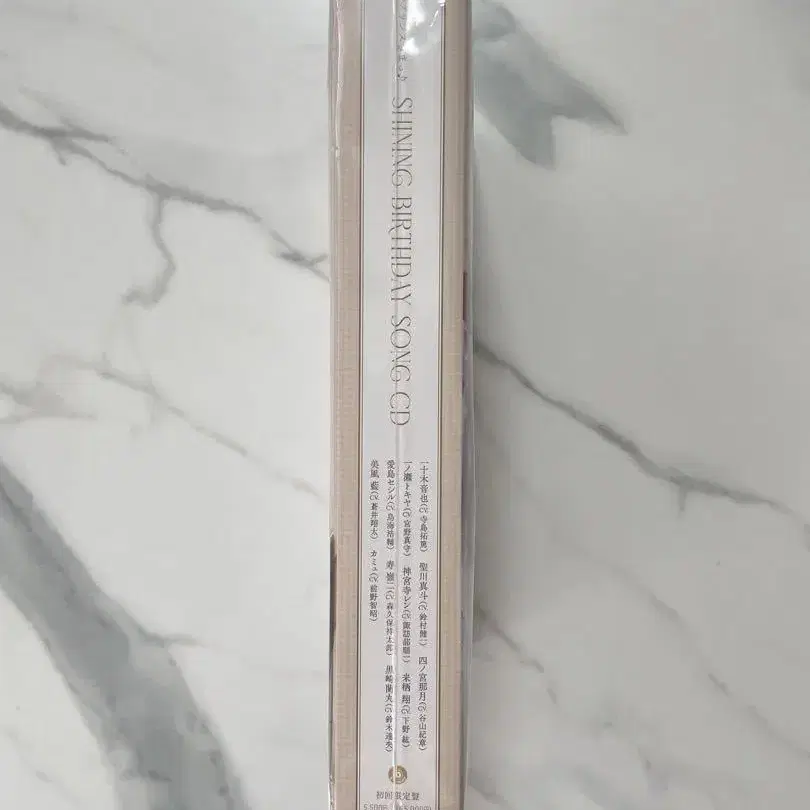 SHINING BIRTHDAY SONG CD
一十木音也(CV.寺島拓篤) 聖川真斗(CV.鈴村健一) 四ノ宮那月(CV.谷山紀章)
一ノ瀬トキヤ(CV.宮野真守) 神宮寺レン(CV.諏訪部順一) 来栖 翔(CV.下野 紘)
愛島セシル(CV.鳥海浩輔) 寿 嶺二(CV.森久保祥太郎) 黒崎蘭丸(CV.鈴木達央)
美風 藍(CV.蒼井翔太) カミュ(CV.前野智昭)
初回限定盤